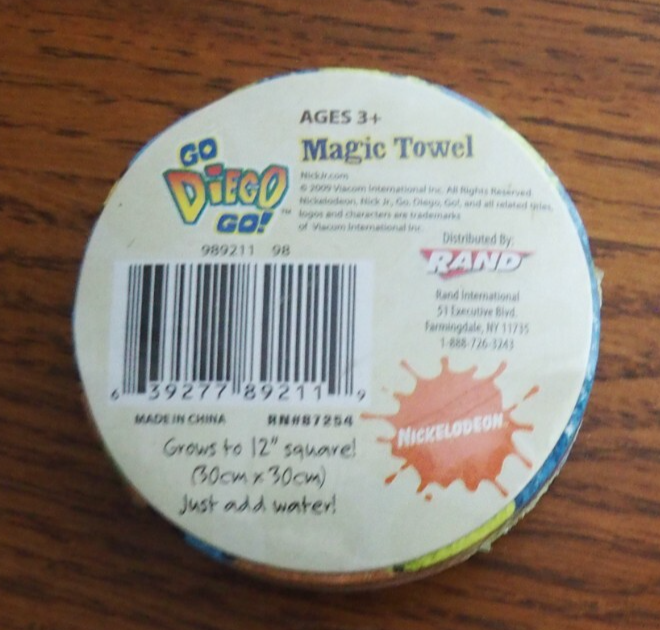 AGES 3+
Magic Towel
GO DIEGO GO!™
NickJr.com
© 2009 Viacom International Inc. All Rights Reserved.
Nickelodeon, Nick Jr., Go, Diego, Go!, and all related titles,
logos and characters are trademarks
of Viacom International Inc.
Distributed By:
RAND
Rand International
51 Executive Blvd.
Farmingdale, NY 11735
1-888-726-3243
989211 98
6 39277 89211 9
MADE IN CHINA RN#87254
Grows to 12" square!
(30cm x 30cm)
Just add water!
NICKELODEON